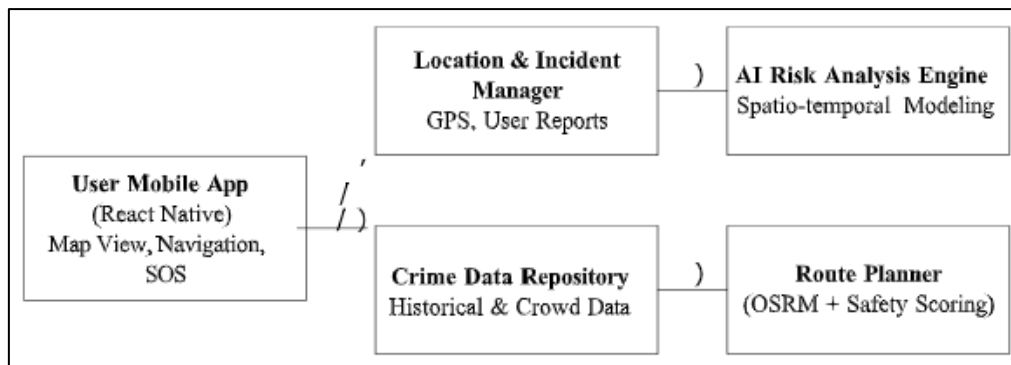 Location & Incident
Manager
GPS, User Reports
AI Risk Analysis Engine
Spatio-temporal Modeling
User Mobile App
(React Native)
Map View, Navigation,
SOS
Crime Data Repository
Historical & Crowd Data
Route Planner
(OSRM + Safety Scoring)